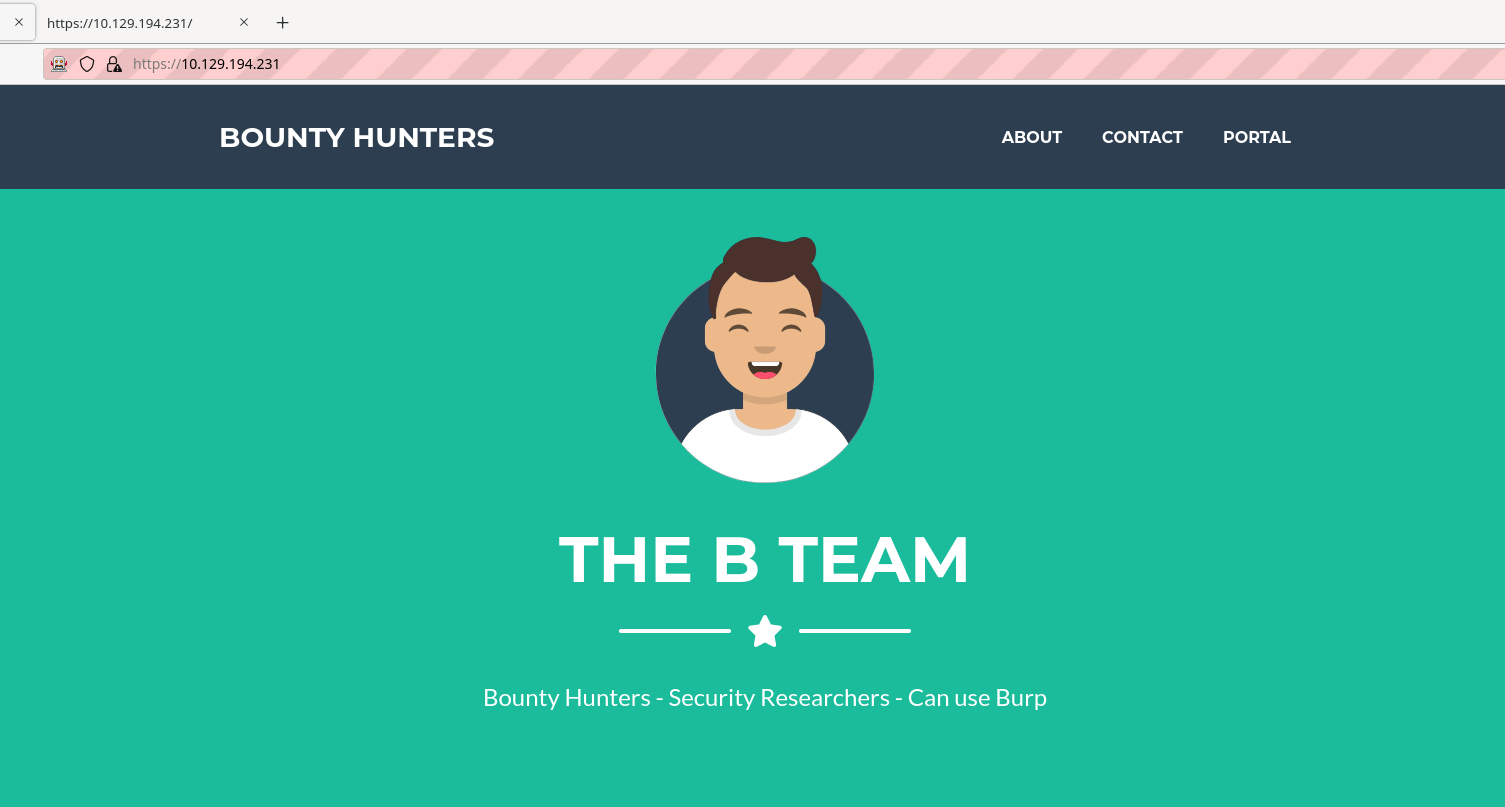 https://10.129.194.231/
https://10.129.194.231
BOUNTY HUNTERS
ABOUT CONTACT PORTAL
THE B TEAM
Bounty Hunters - Security Researchers - Can use Burp